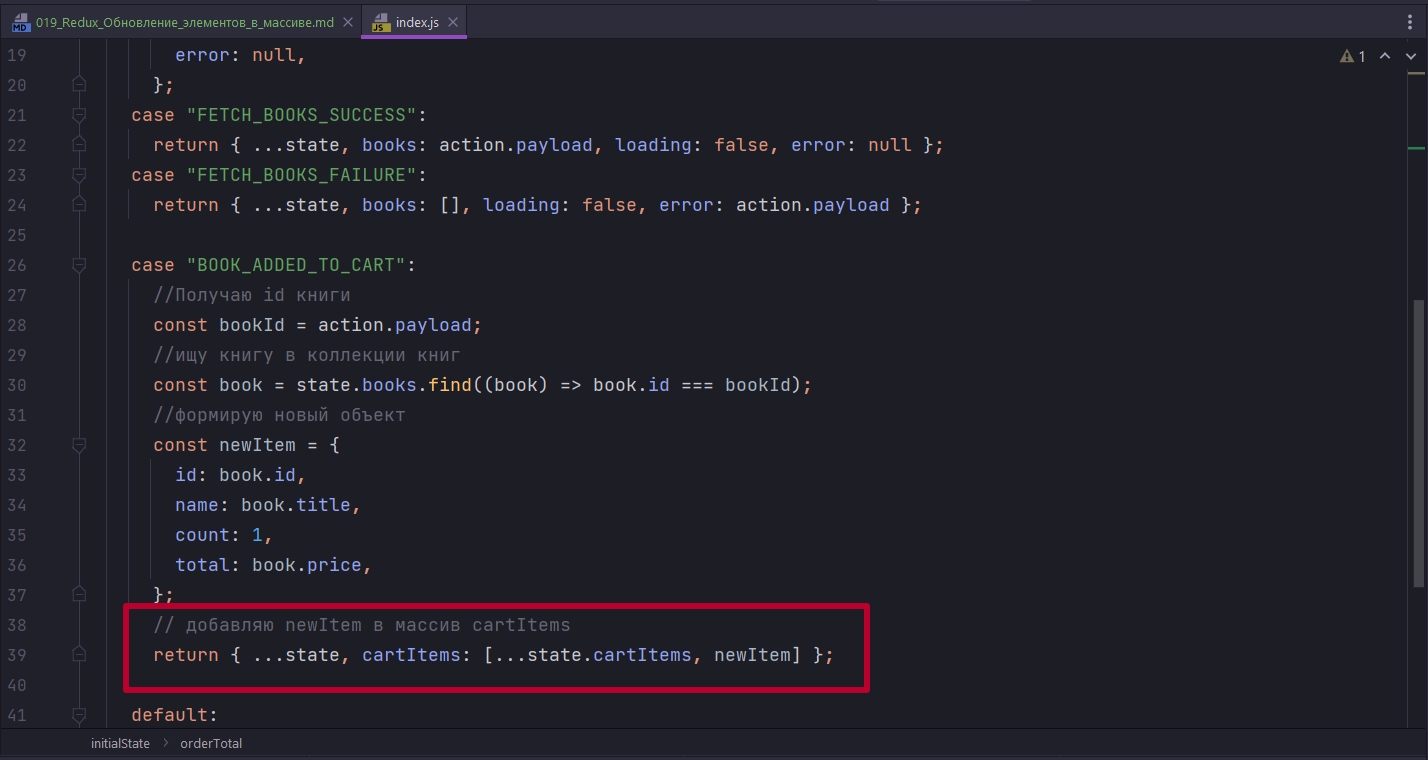 MD 019_Redux_Обновление_элементов_в_массиве.md JS index.js
19 error: null,
1
20 };
21 case "FETCH_BOOKS_SUCCESS":
22 return { ...state, books: action.payload, loading: false, error: null };
23 case "FETCH_BOOKS_FAILURE":
24 return { ...state, books: [], loading: false, error: action.payload };
25
26 case "BOOK_ADDED_TO_CART":
27 //Получаю id книги
28 const bookId = action.payload;
29 //ищу книгу в коллекции книг
30 const book = state.books.find((book) => book.id === bookId);
31 //формирую новый объект
32 const newItem = {
33 id: book.id,
34 name: book.title,
35 count: 1,
36 total: book.price,
37 };
38 // добавляю newItem в массив cartItems
39 return { ...state, cartItems: [...state.cartItems, newItem] };
40
41 default:
initialState > orderTotal